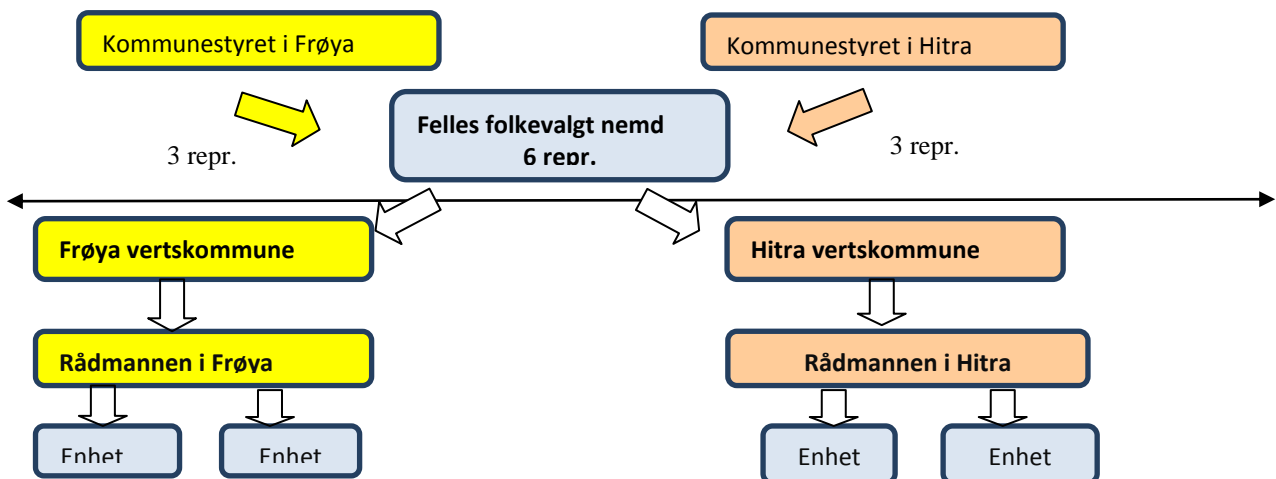 Kommunestyret i Frøya
Kommunestyret i Hitra
Felles folkevalgt nemd
6 repr.
3 repr.
3 repr.
Frøya vertskommune
Hitra vertskommune
Rådmannen i Frøya
Rådmannen i Hitra
Enhet
Enhet
Enhet
Enhet